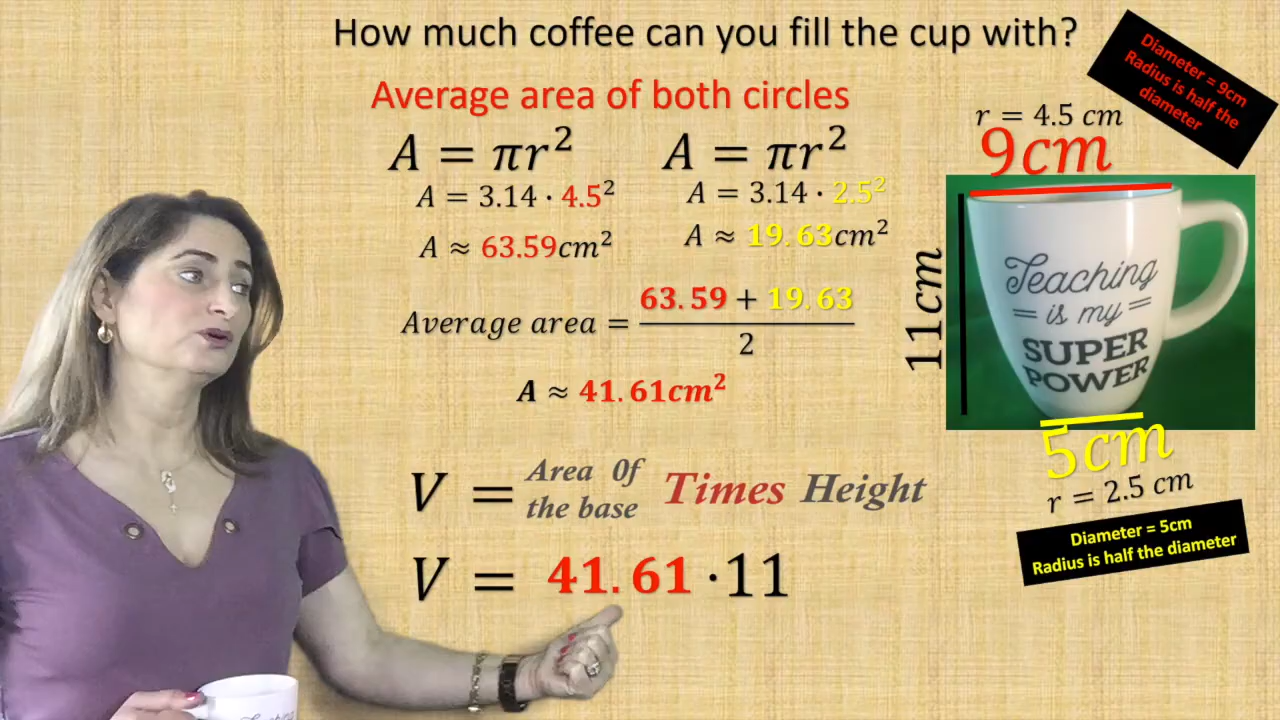 How much coffee can you fill the cup with?
Average area of both circles
A = πr² A = πr²
A = 3.14 · 4.5² A = 3.14 · 2.5²
A ≈ 63.59cm² A ≈ 19.63cm²
Average area = (63.59 + 19.63)/2
A ≈ 41.61cm²
V = Area 0f the base Times Height
V = 41.61 · 11
Diameter = 9cm
Radius is half the
diameter
r = 4.5 cm
9cm
11cm
Teaching
is my
SUPER
POWER
5cm
r = 2.5 cm
Diameter = 5cm
Radius is half the diameter
Teaching